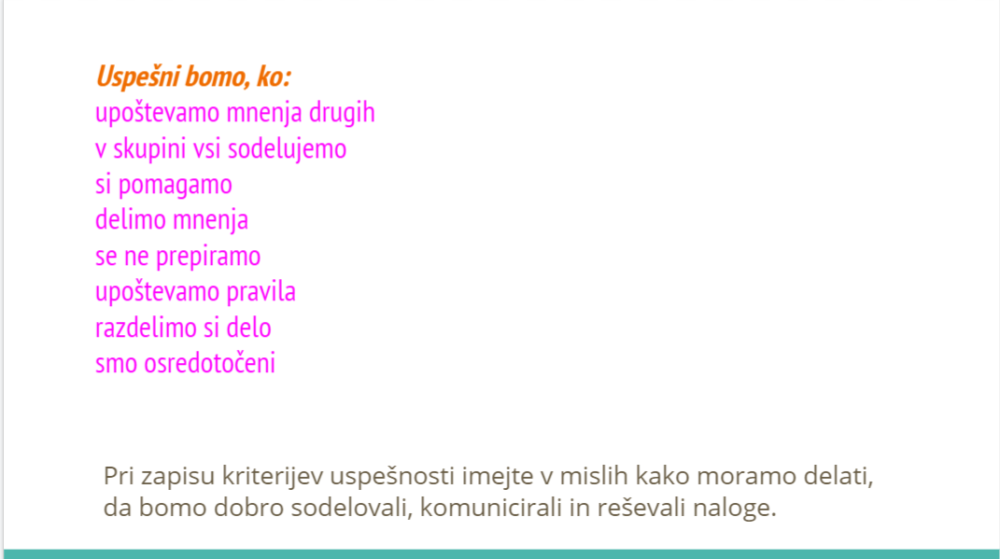 Uspešni bomo, ko:
upoštevamo mnenja drugih
v skupini vsi sodelujemo
si pomagamo
delimo mnenja
se ne prepiramo
upoštevamo pravila
razdelimo si delo
smo osredotočeni
Pri zapisu kriterijev uspešnosti imejte v mislih kako moramo delati,
da bomo dobro sodelovali, komunicirali in reševali naloge.